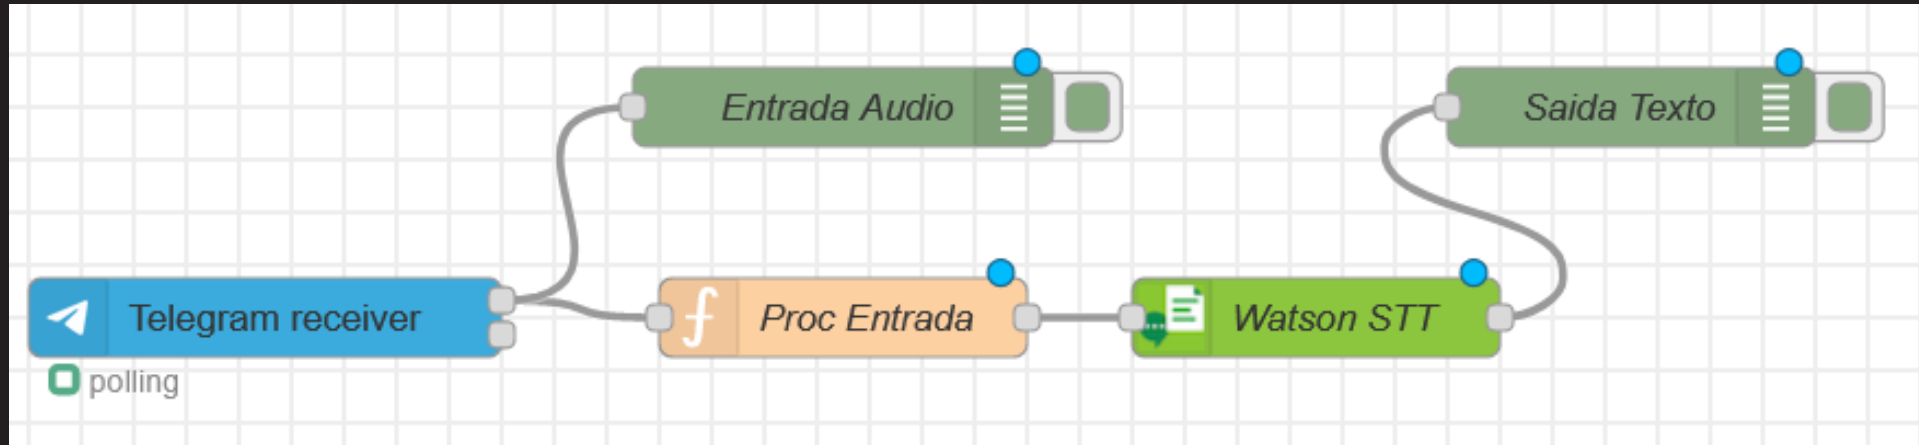 Entrada Audio
Saida Texto
Telegram receiver
Proc Entrada
Watson STT
polling